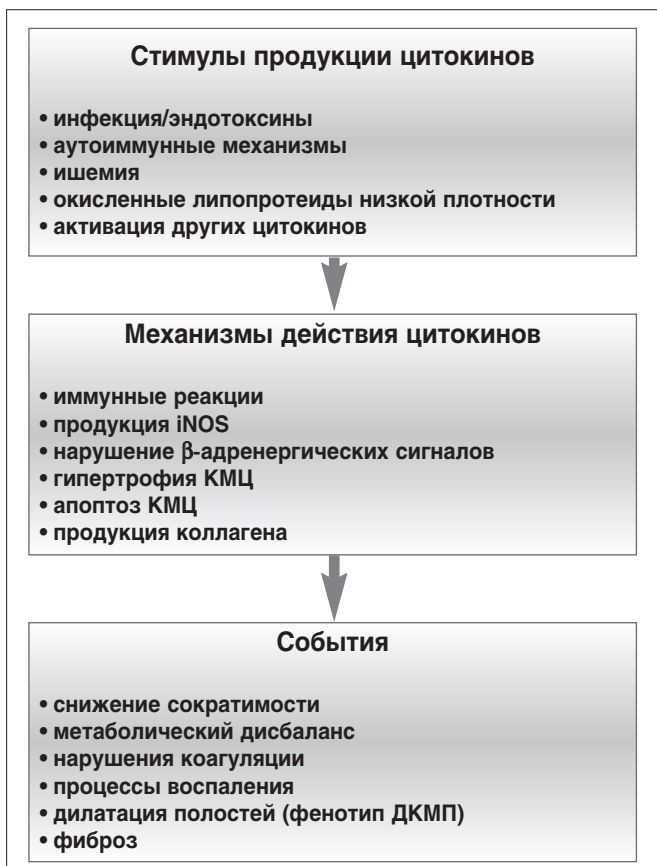 Стимулы продукции цитокинов
• инфекция/эндотоксины
• аутоиммунные механизмы
• ишемия
• окисленные липопротеиды низкой плотности
• активация других цитокинов
Механизмы действия цитокинов
• иммунные реакции
• продукция iNOS
• нарушение β-адренергических сигналов
• гипертрофия КМЦ
• апоптоз КМЦ
• продукция коллагена
События
• снижение сократимости
• метаболический дисбаланс
• нарушения коагуляции
• процессы воспаления
• дилатация полостей (фенотип ДКМП)
• фиброз